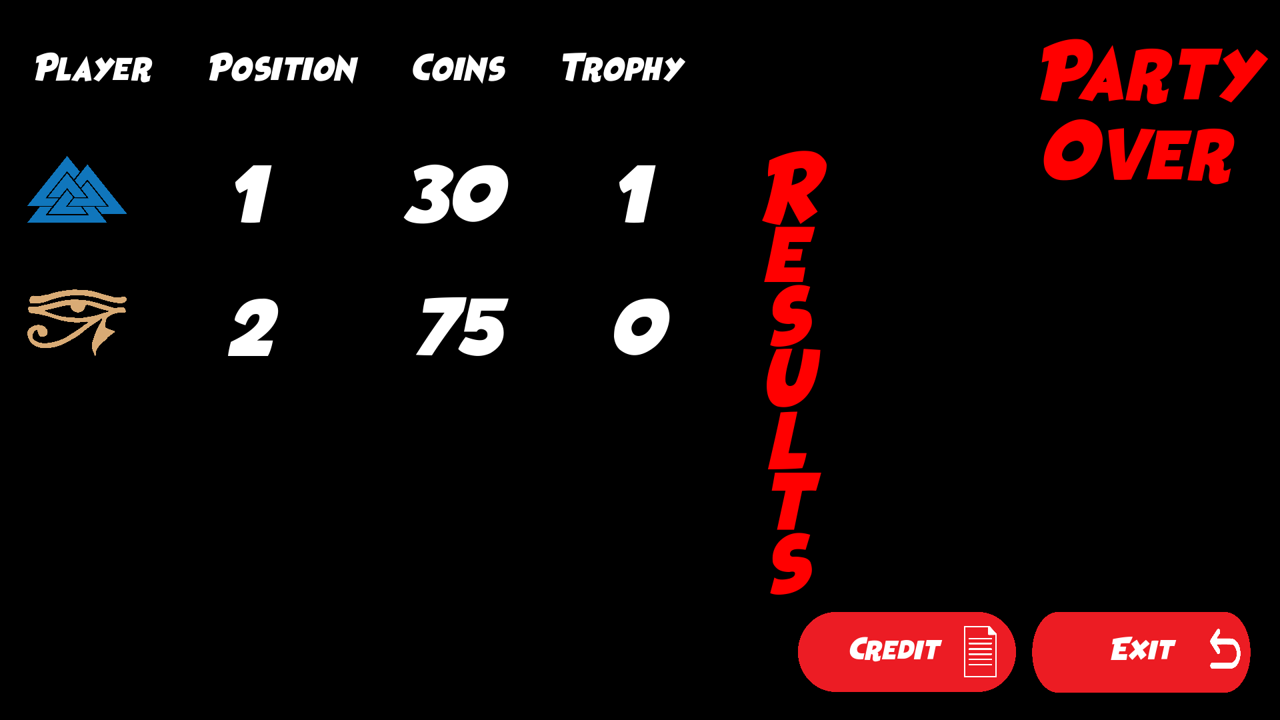 Player Position Coins Trophy
1 30 1
2 75 0
Results
Party
Over
Credit
Exit